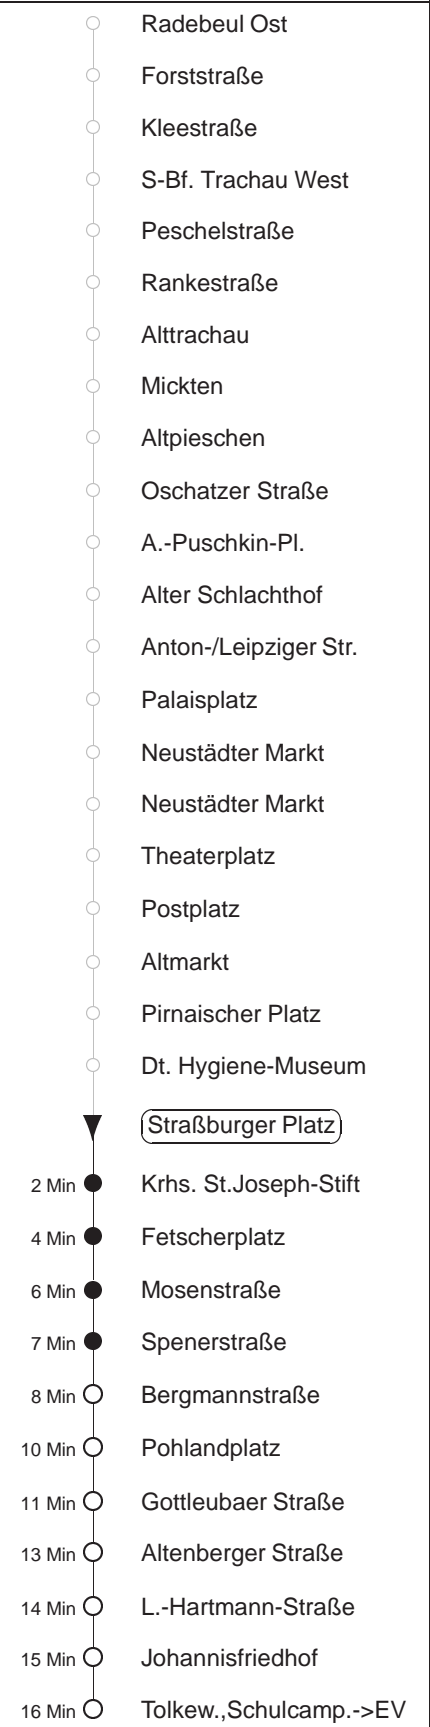 Radebeul Ost
Forststraße
Kleestraße
S-Bf. Trachau West
Peschelstraße
Rankestraße
Alttrachau
Mickten
Altpieschen
Oschatzer Straße
A.-Puschkin-Pl.
Alter Schlachthof
Anton-/Leipziger Str.
Palaisplatz
Neustädter Markt
Neustädter Markt
Theaterplatz
Postplatz
Altmarkt
Pirnaischer Platz
Dt. Hygiene-Museum
Straßburger Platz
2 Min Krhs. St.Joseph-Stift
4 Min Fetscherplatz
6 Min Mosenstraße
7 Min Spenerstraße
8 Min Bergmannstraße
10 Min Pohlandplatz
11 Min Gottleubaer Straße
13 Min Altenberger Straße
14 Min L.-Hartmann-Straße
15 Min Johannisfriedhof
16 Min Tolkew.,Schulcamp.->EV